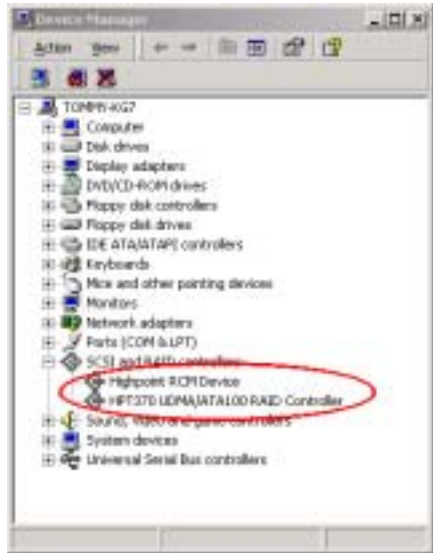 Device Manager
Action View
TOMMY-KG7
Computer
Disk drives
Display adapters
DVD/CD-ROM drives
Floppy disk controllers
Floppy disk drives
IDE ATA/ATAPI controllers
Keyboards
Mice and other pointing devices
Monitors
Network adapters
Ports (COM & LPT)
SCSI and RAID controllers
Highpoint RCM Device
HPT370 UDMA/ATA100 RAID Controller
Sound, video and game controllers
System devices
Universal Serial Bus controllers